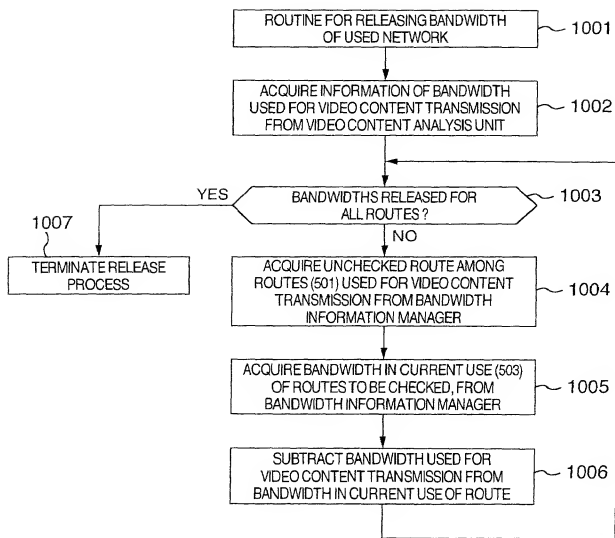 ROUTINE FOR RELEASING BANDWIDTH
OF USED NETWORK
1001
ACQUIRE INFORMATION OF BANDWIDTH
USED FOR VIDEO CONTENT TRANSMISSION
FROM VIDEO CONTENT ANALYSIS UNIT
1002
BANDWIDTHS RELEASED FOR
ALL ROUTES ?
1003
YES
NO
1007
TERMINATE RELEASE
PROCESS
ACQUIRE UNCHECKED ROUTE AMONG
ROUTES (501) USED FOR VIDEO CONTENT
TRANSMISSION FROM BANDWIDTH
INFORMATION MANAGER
1004
ACQUIRE BANDWIDTH IN CURRENT USE (503)
OF ROUTES TO BE CHECKED, FROM
BANDWIDTH INFORMATION MANAGER
1005
SUBTRACT BANDWIDTH USED FOR
VIDEO CONTENT TRANSMISSION FROM
BANDWIDTH IN CURRENT USE OF ROUTE
1006